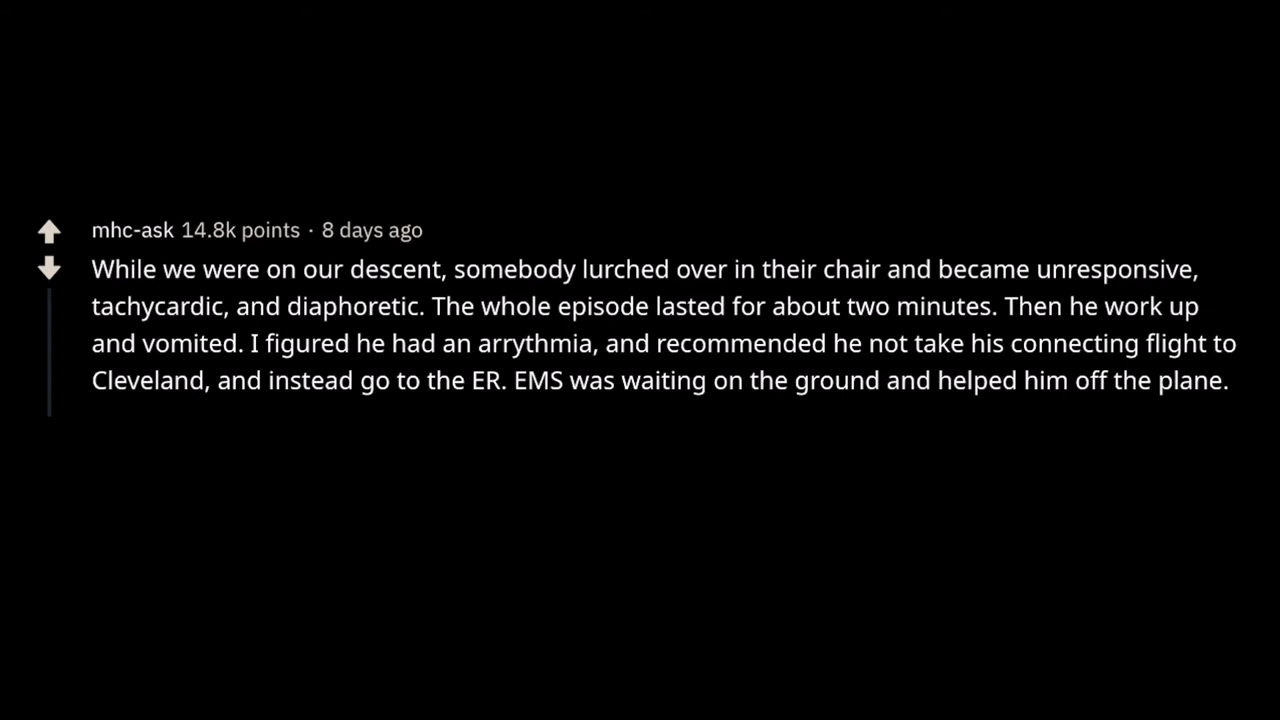 mhc-ask 14.8k points · 8 days ago
While we were on our descent, somebody lurched over in their chair and became unresponsive,
tachycardic, and diaphoretic. The whole episode lasted for about two minutes. Then he work up
and vomited. I figured he had an arrythmia, and recommended he not take his connecting flight to
Cleveland, and instead go to the ER. EMS was waiting on the ground and helped him off the plane.